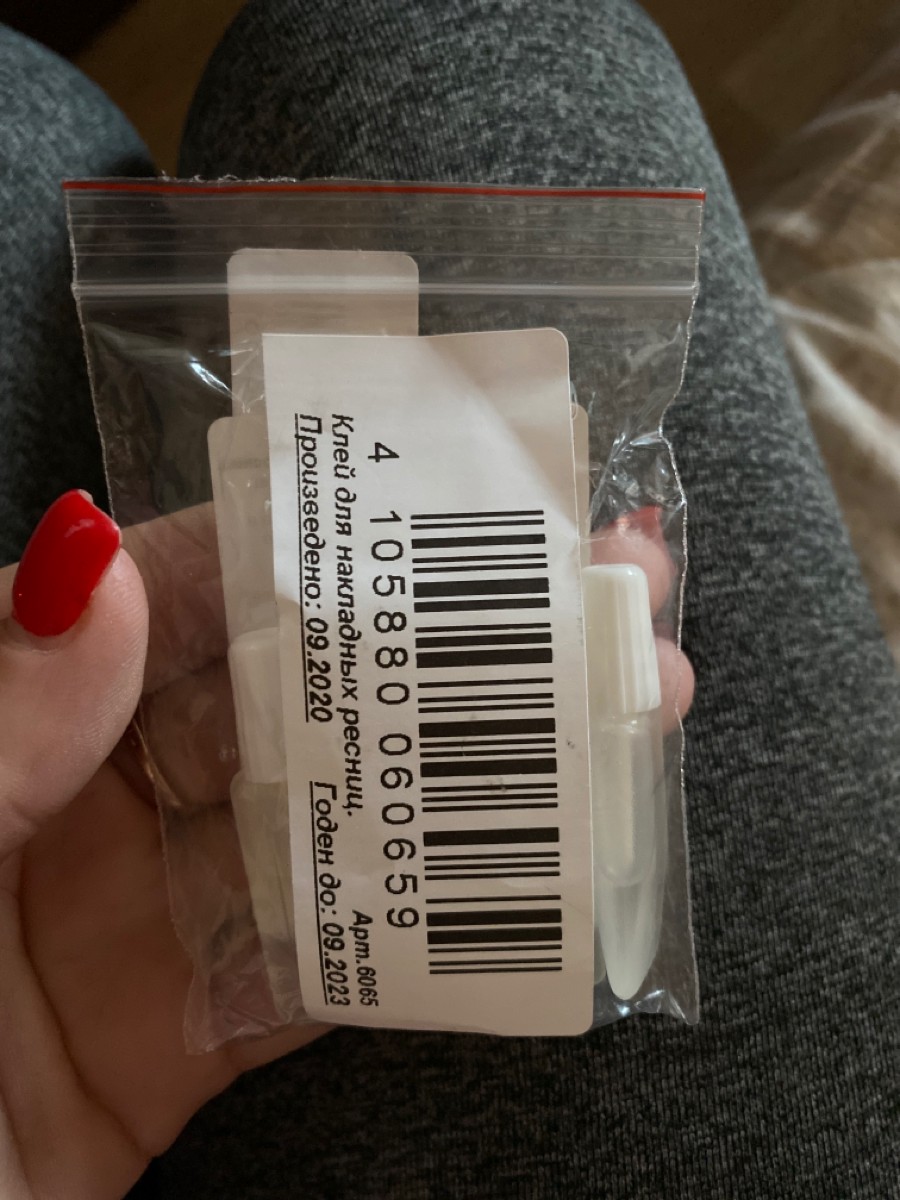 4 105880 060659
Клей для накладных ресниц. Арт.6065
Произведено: 09.2020 Годен до: 09.2023